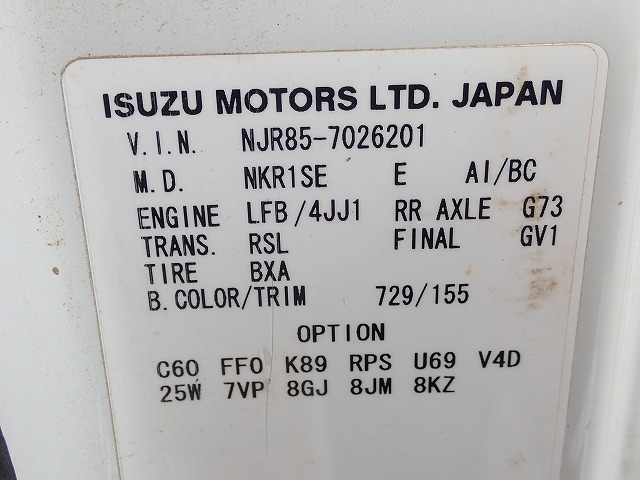 ISUZU MOTORS LTD. JAPAN
V.I.N. NJR85-7026201
M.D. NKR1SE E AI/BC
ENGINE LFB/4JJ1 RR AXLE G73
TRANS. RSL FINAL GV1
TIRE BXA
B.COLOR/TRIM 729/155
OPTION
C60 FF0 K89 RPS U69 V4D
25W 7VP 8GJ 8JM 8KZ